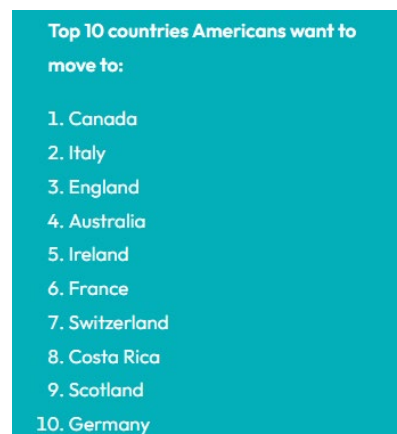 Top 10 countries Americans want to
move to:
1. Canada
2. Italy
3. England
4. Australia
5. Ireland
6. France
7. Switzerland
8. Costa Rica
9. Scotland
10. Germany